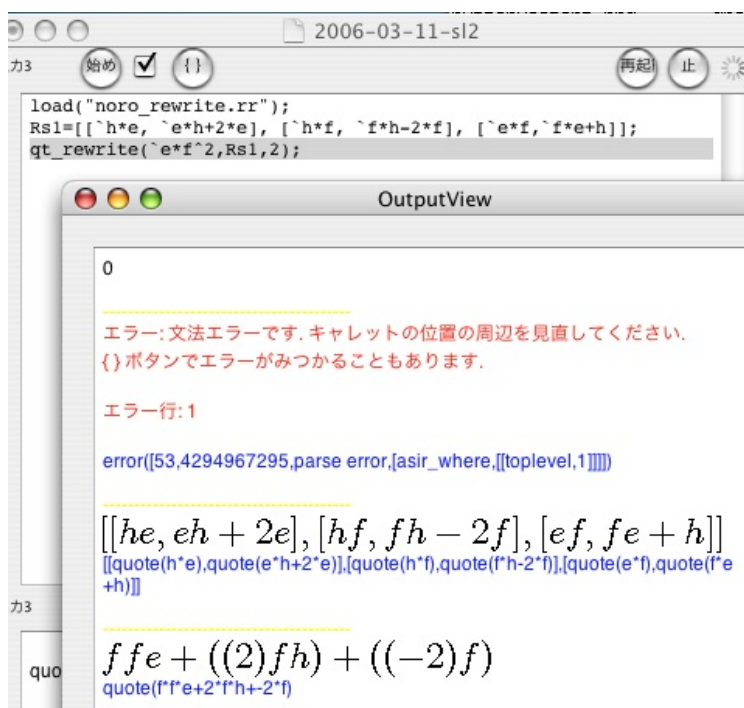 2006-03-11-sl2
力3
始め
{ }
再起
止
load("noro_rewrite.rr");
Rs1=[[`h*e, `e*h+2*e], [`h*f, `f*h-2*f], [`e*f,`f*e+h]];
qt_rewrite(`e*f^2,Rs1,2);
OutputView
0
エラー: 文法エラーです. キャレットの位置の周辺を見直してください.
{ } ボタンでエラーがみつかることもあります.
エラー行: 1
error([53,4294967295,parse error,[asir_where,[[toplevel,1]]]])
[[he, eh + 2e], [hf, fh − 2f], [ef, fe + h]]
[[quote(h*e),quote(e*h+2*e)],[quote(h*f),quote(f*h-2*f)],[quote(e*f),quote(f*e
+h)]]
力3
ffe + ((2)fh) + ((−2)f)
quo
quote(f*f*e+2*f*h+-2*f)